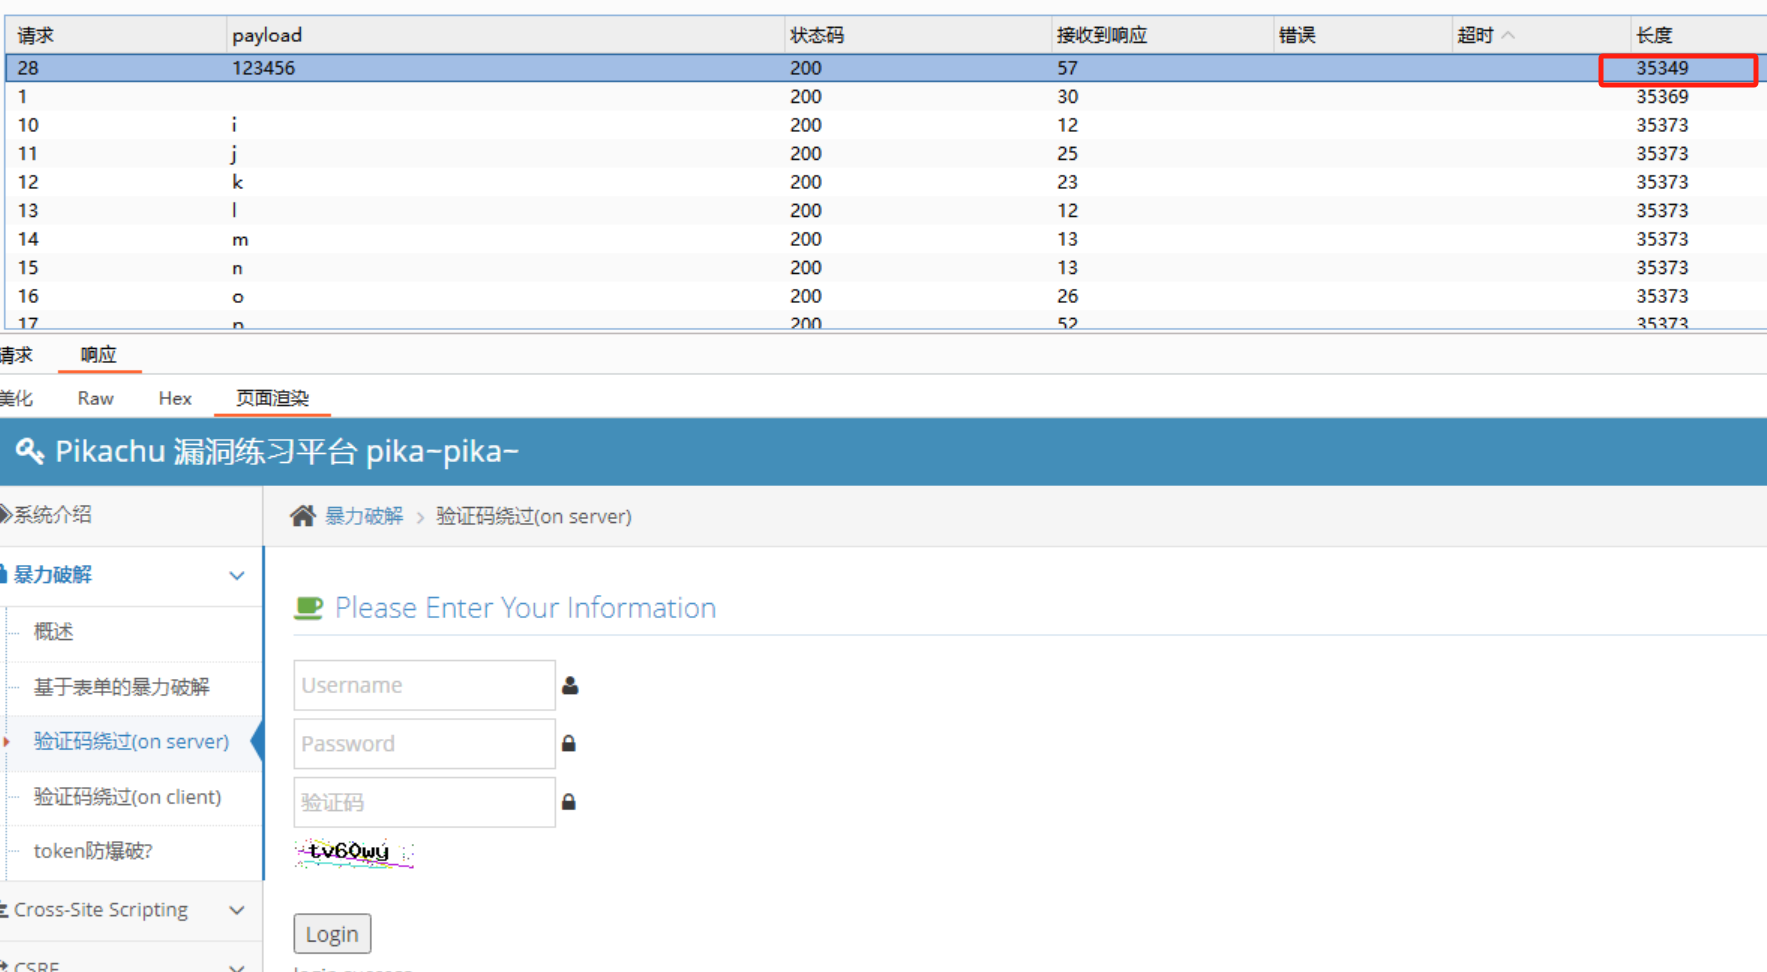 请求 payload 状态码 接收到响应 错误 超时 长度
28 123456 200 57 35349
1 200 30 35369
10 i 200 12 35373
11 j 200 25 35373
12 k 200 23 35373
13 l 200 12 35373
14 m 200 13 35373
15 n 200 13 35373
16 o 200 26 35373
17 p 200 52 35373
请求 响应
美化 Raw Hex 页面渲染
Pikachu 漏洞练习平台 pika~pika~
系统介绍
暴力破解 > 验证码绕过(on server)
暴力破解
概述
基于表单的暴力破解
验证码绕过(on server)
验证码绕过(on client)
token防爆破?
Cross-Site Scripting
CSRF
Please Enter Your Information
Username
Password
验证码
tv60wy
Login
login success